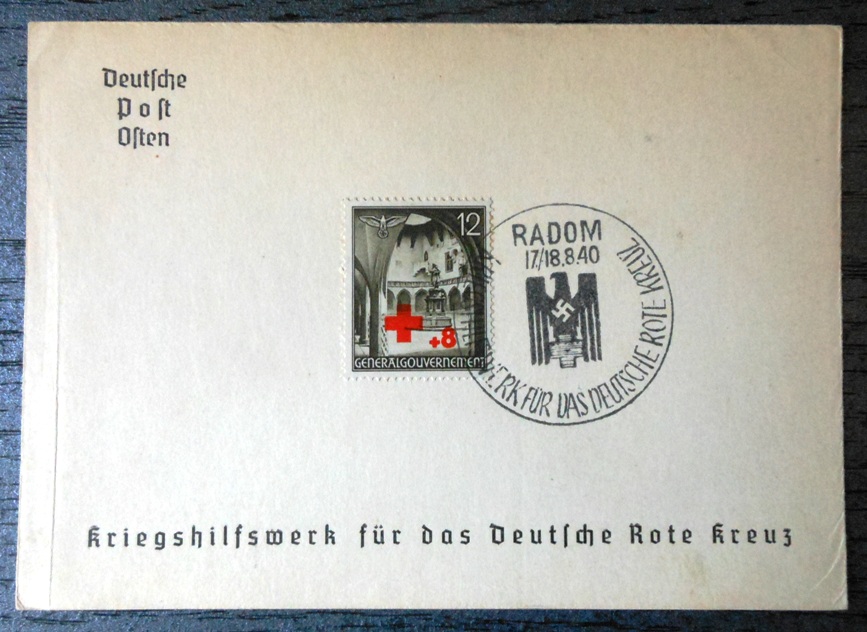 Deutſche
Poſt
Oſten
12
+8
GENERALGOUVERNEMENT
RADOM
17./18.8.40
WERK FÜR DAS DEUTSCHE ROTE KREUZ
Kriegshilfswerk für das Deutſche Rote Kreuz